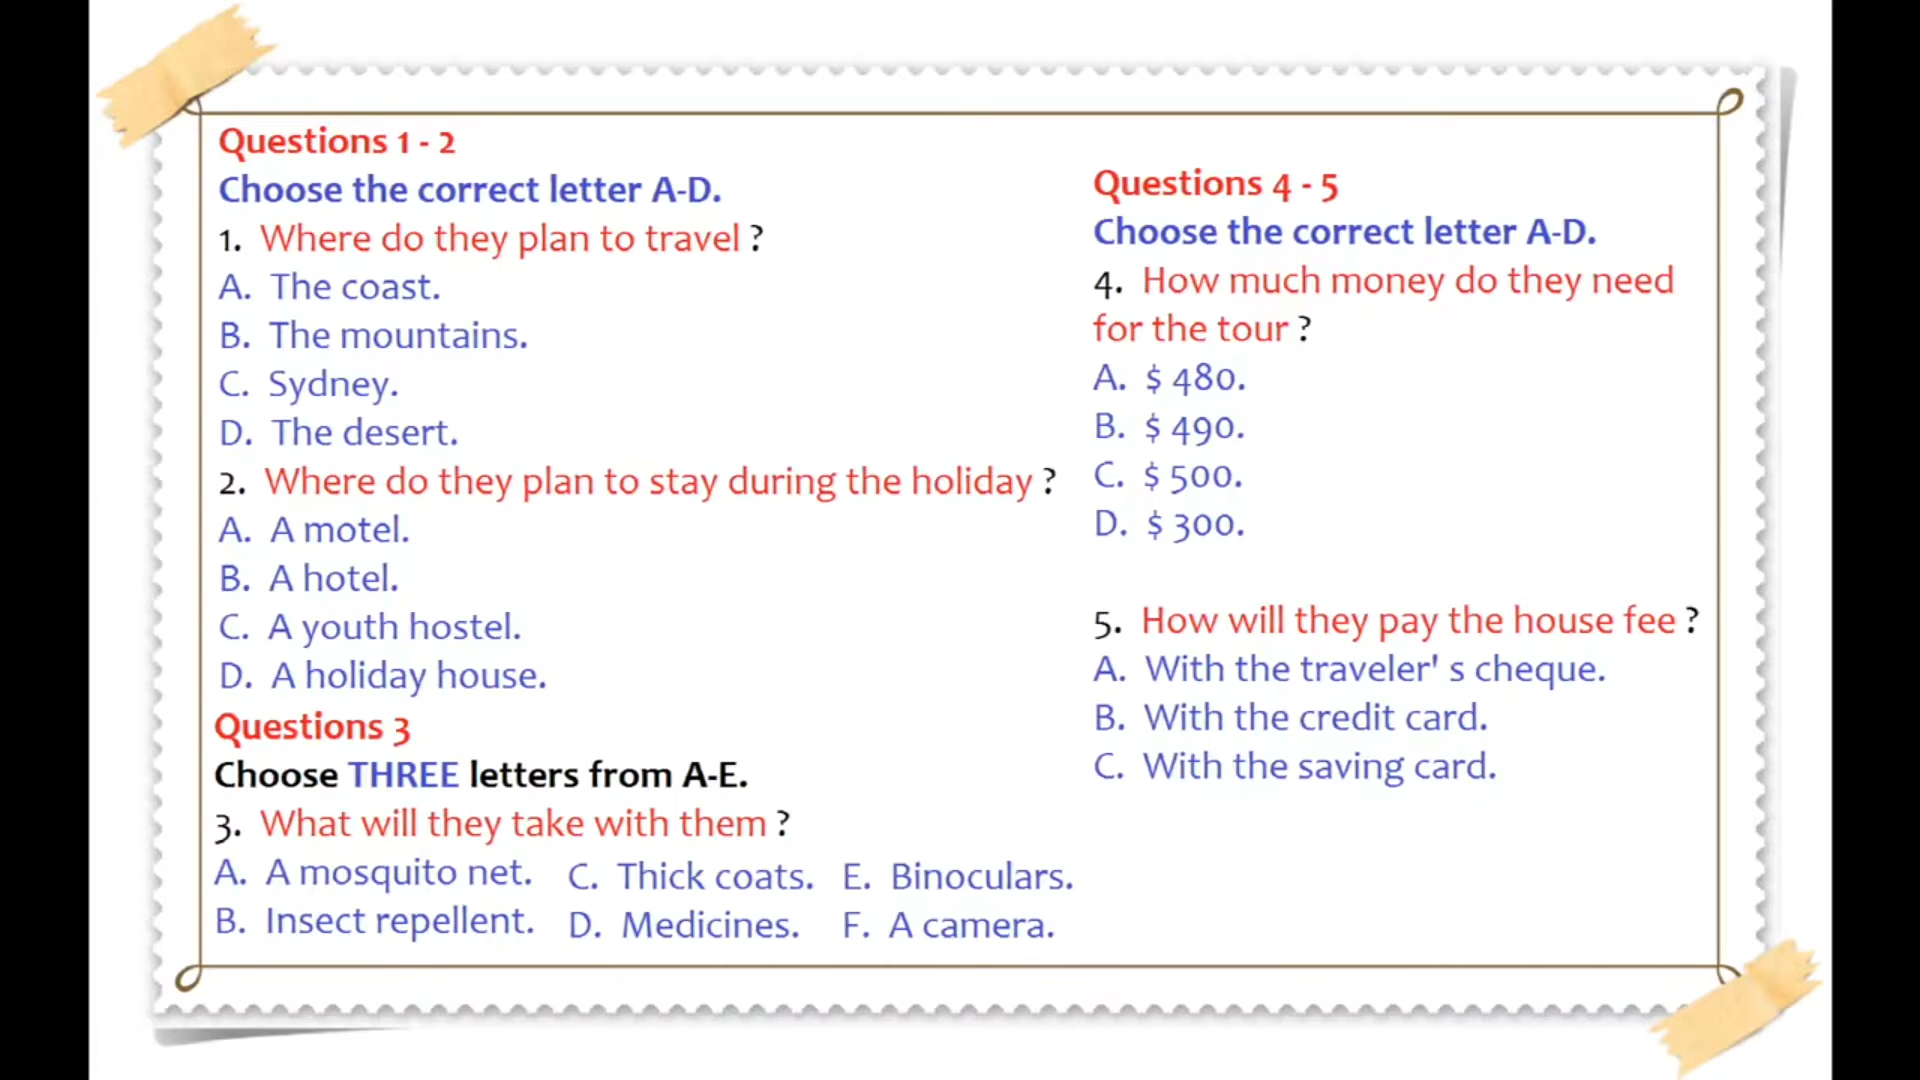 Questions 1 - 2
Choose the correct letter A-D.
1. Where do they plan to travel ?
A. The coast.
B. The mountains.
C. Sydney.
D. The desert.
2. Where do they plan to stay during the holiday ?
A. A motel.
B. A hotel.
C. A youth hostel.
D. A holiday house.
Questions 3
Choose THREE letters from A-E.
3. What will they take with them ?
A. A mosquito net. C. Thick coats. E. Binoculars.
B. Insect repellent. D. Medicines. F. A camera.
Questions 4 - 5
Choose the correct letter A-D.
4. How much money do they need
for the tour ?
A. $ 480.
B. $ 490.
C. $ 500.
D. $ 300.
5. How will they pay the house fee ?
A. With the traveler' s cheque.
B. With the credit card.
C. With the saving card.